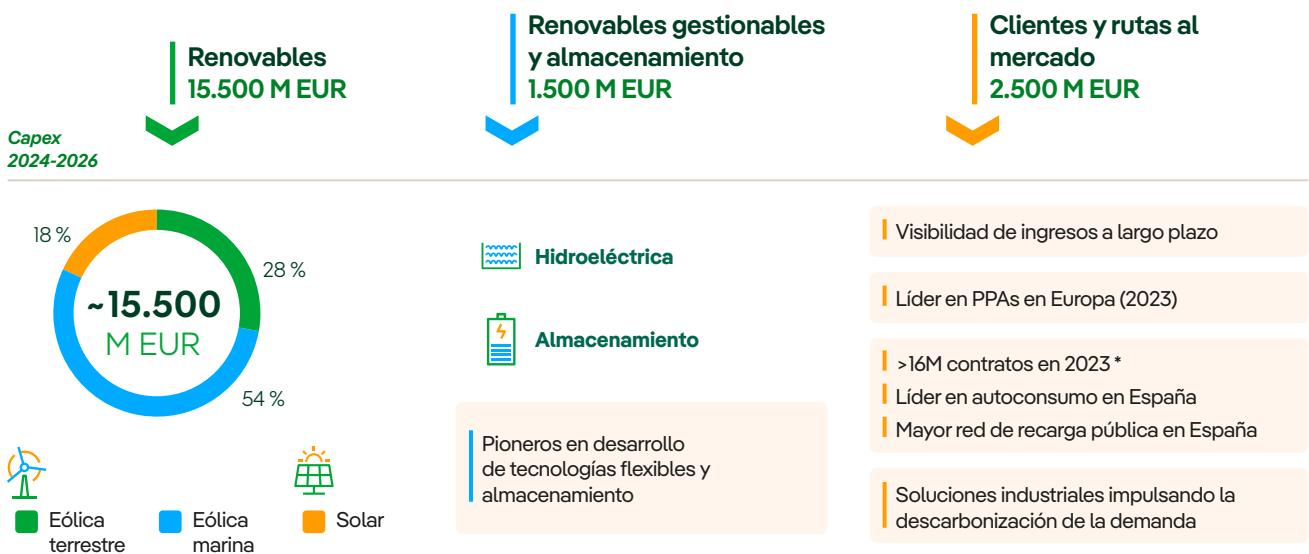 Renovables
15.500 M EUR
Renovables gestionables
y almacenamiento
1.500 M EUR
Clientes y rutas al
mercado
2.500 M EUR
Capex
2024-2026
18 %
28 %
54 %
~15.500
M EUR
Eólica
terrestre
Eólica
marina
Solar
Hidroeléctrica
Almacenamiento
Pioneros en desarrollo
de tecnologías flexibles y
almacenamiento
Visibilidad de ingresos a largo plazo
Líder en PPAs en Europa (2023)
>16M contratos en 2023 *
Líder en autoconsumo en España
Mayor red de recarga pública en España
Soluciones industriales impulsando la
descarbonización de la demanda